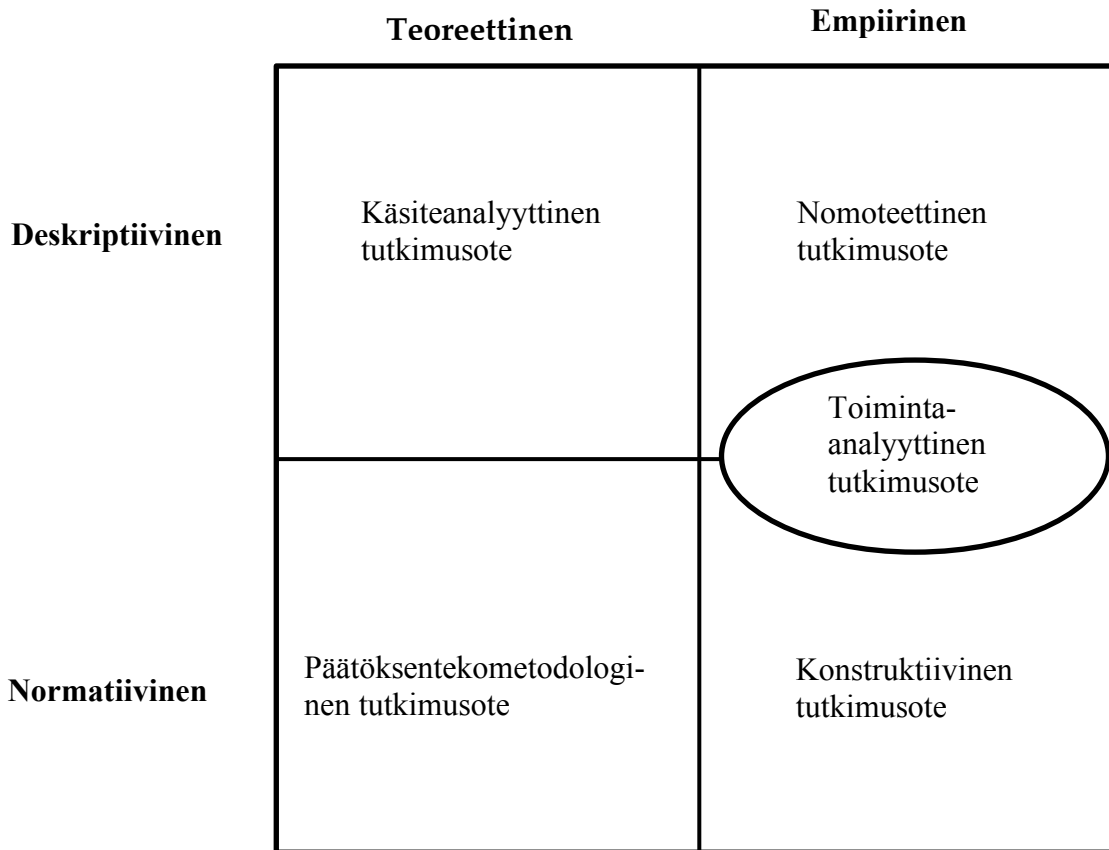 Teoreettinen
Empiirinen
Deskriptiivinen
Käsiteanalyyttinen
tutkimusote
Nomoteettinen
tutkimusote
Toiminta-
analyyttinen
tutkimusote
Normatiivinen
Päätöksentekometodologi-
nen tutkimusote
Konstruktiivinen
tutkimusote